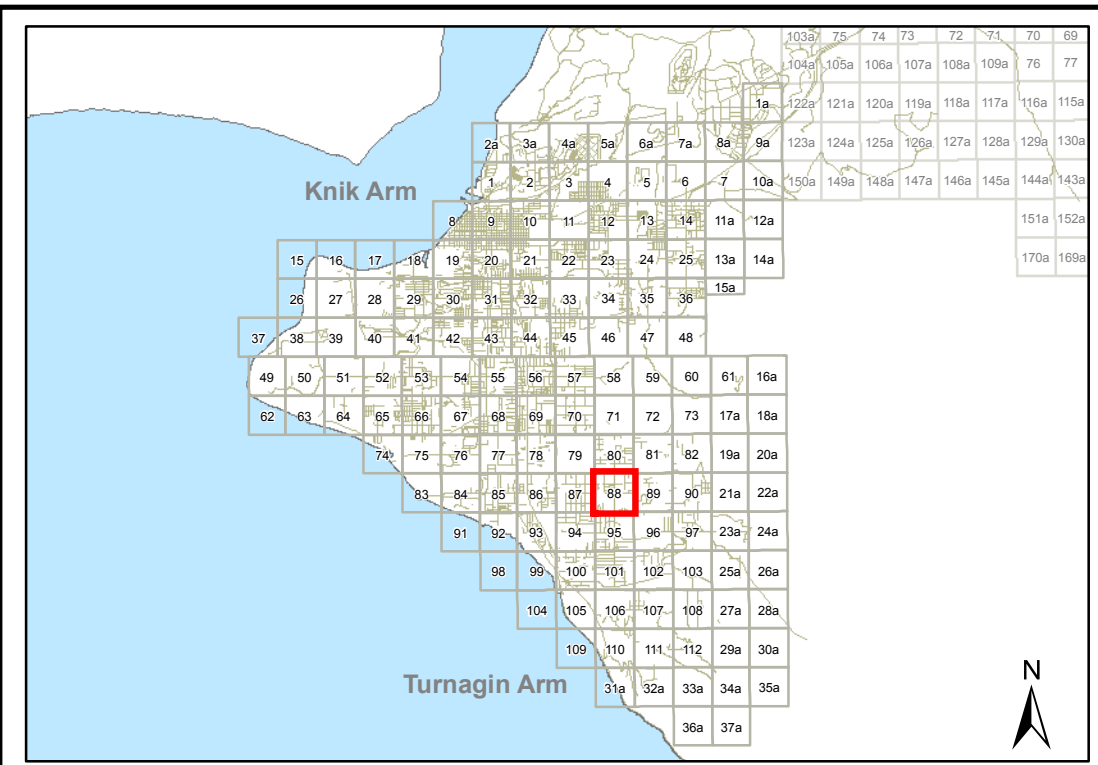 103a 75 74 73 72 71 70 69
104a 105a 106a 107a 108a 109a 76 77
1a 122a 121a 120a 119a 118a 117a 116a 115a
2a 3a 4a 5a 6a 7a 8a 9a 123a 124a 125a 126a 127a 128a 129a 130a
Knik Arm
1 2 3 4 5 6 7 10a 150a 149a 148a 147a 146a 145a 144a 143a
8 9 10 11 12 13 14 11a 12a 151a 152a
15 16 17 18 19 20 21 22 23 24 25 13a 14a 170a 169a
15a
26 27 28 29 30 31 32 33 34 35 36
37 38 39 40 41 42 43 44 45 46 47 48
49 50 51 52 53 54 55 56 57 58 59 60 61 16a
62 63 64 65 66 67 68 69 70 71 72 73 17a 18a
74 75 76 77 78 79 80 81 82 19a 20a
83 84 85 86 87 88 89 90 21a 22a
91 92 93 94 95 96 97 23a 24a
98 99 100 101 102 103 25a 26a
104 105 106 107 108 27a 28a
109 110 111 112 29a 30a
Turnagin Arm
31a 32a 33a 34a 35a
36a 37a
N